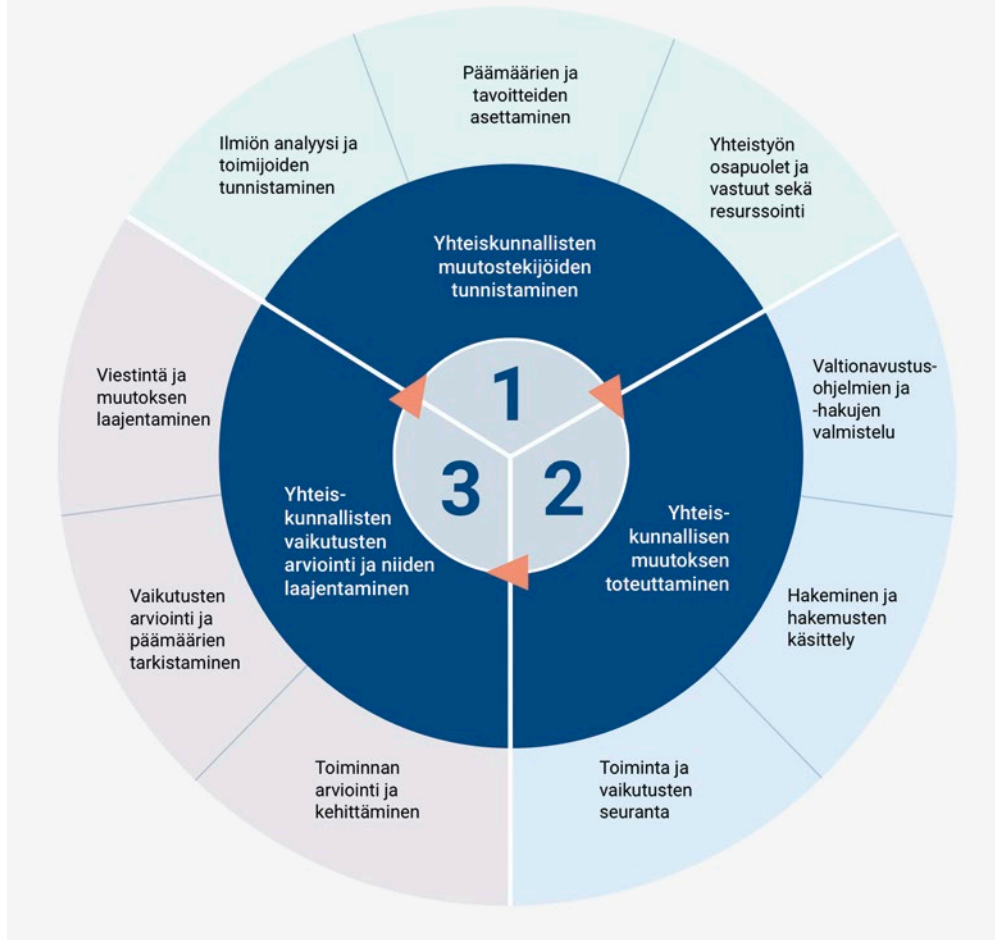 Päämäärien ja
tavoitteiden
asettaminen
Ilmiön analyysi ja
toimijoiden
tunnistaminen
Yhteistyön
osapuolet ja
vastuut sekä
resurssointi
Yhteiskunnallisten
muutostekijöiden
tunnistaminen
1
Valtionavustus-
ohjelmien ja
-hakujen
valmistelu
Viestintä ja
muutoksen
laajentaminen
3
2
Yhteis-
kunnallisten
vaikutusten
arviointi ja niiden
laajentaminen
Yhteis-
kunnallisen
muutoksen
toteuttaminen
Hakeminen ja
hakemusten
käsittely
Vaikutusten
arviointi ja
päämäärien
tarkistaminen
Toiminnan
arviointi ja
kehittäminen
Toiminta ja
vaikutusten
seuranta